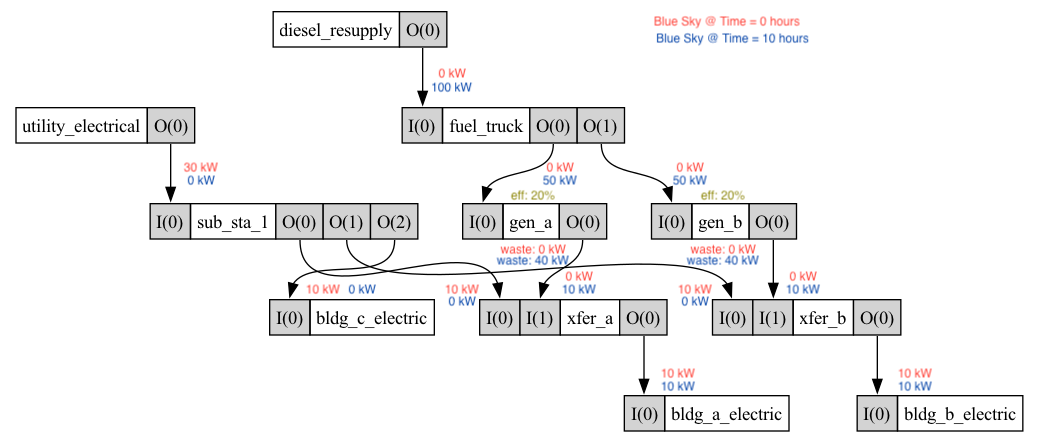 diesel_resupply O(0)
Blue Sky @ Time = 0 hours
Blue Sky @ Time = 10 hours
0 kW
100 kW
utility_electrical O(0)
I(0) fuel_truck O(0) O(1)
30 kW
0 kW
0 kW
50 kW
eff: 20%
0 kW
50 kW
eff: 20%
I(0) sub_sta_1 O(0) O(1) O(2)
I(0) gen_a O(0)
I(0) gen_b O(0)
waste: 0 kW
waste: 40 kW
waste: 0 kW
waste: 40 kW
10 kW 0 kW
10 kW
0 kW
0 kW
10 kW
10 kW
0 kW
0 kW
10 kW
I(0) bldg_c_electric
I(0) I(1) xfer_a O(0)
I(0) I(1) xfer_b O(0)
10 kW
10 kW
10 kW
10 kW
I(0) bldg_a_electric
I(0) bldg_b_electric